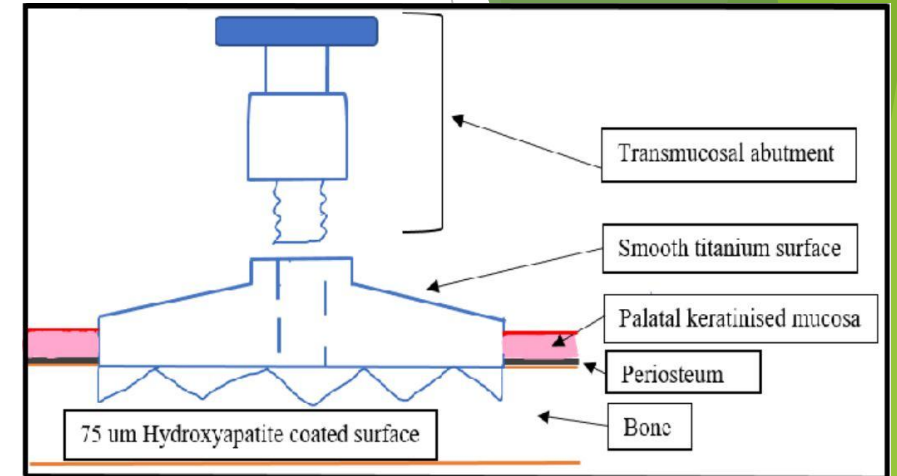 Transmucosal abutment
Smooth titanium surface
Palatal keratinised mucosa
Periosteum
Bone
75 um Hydroxyapatite coated surface